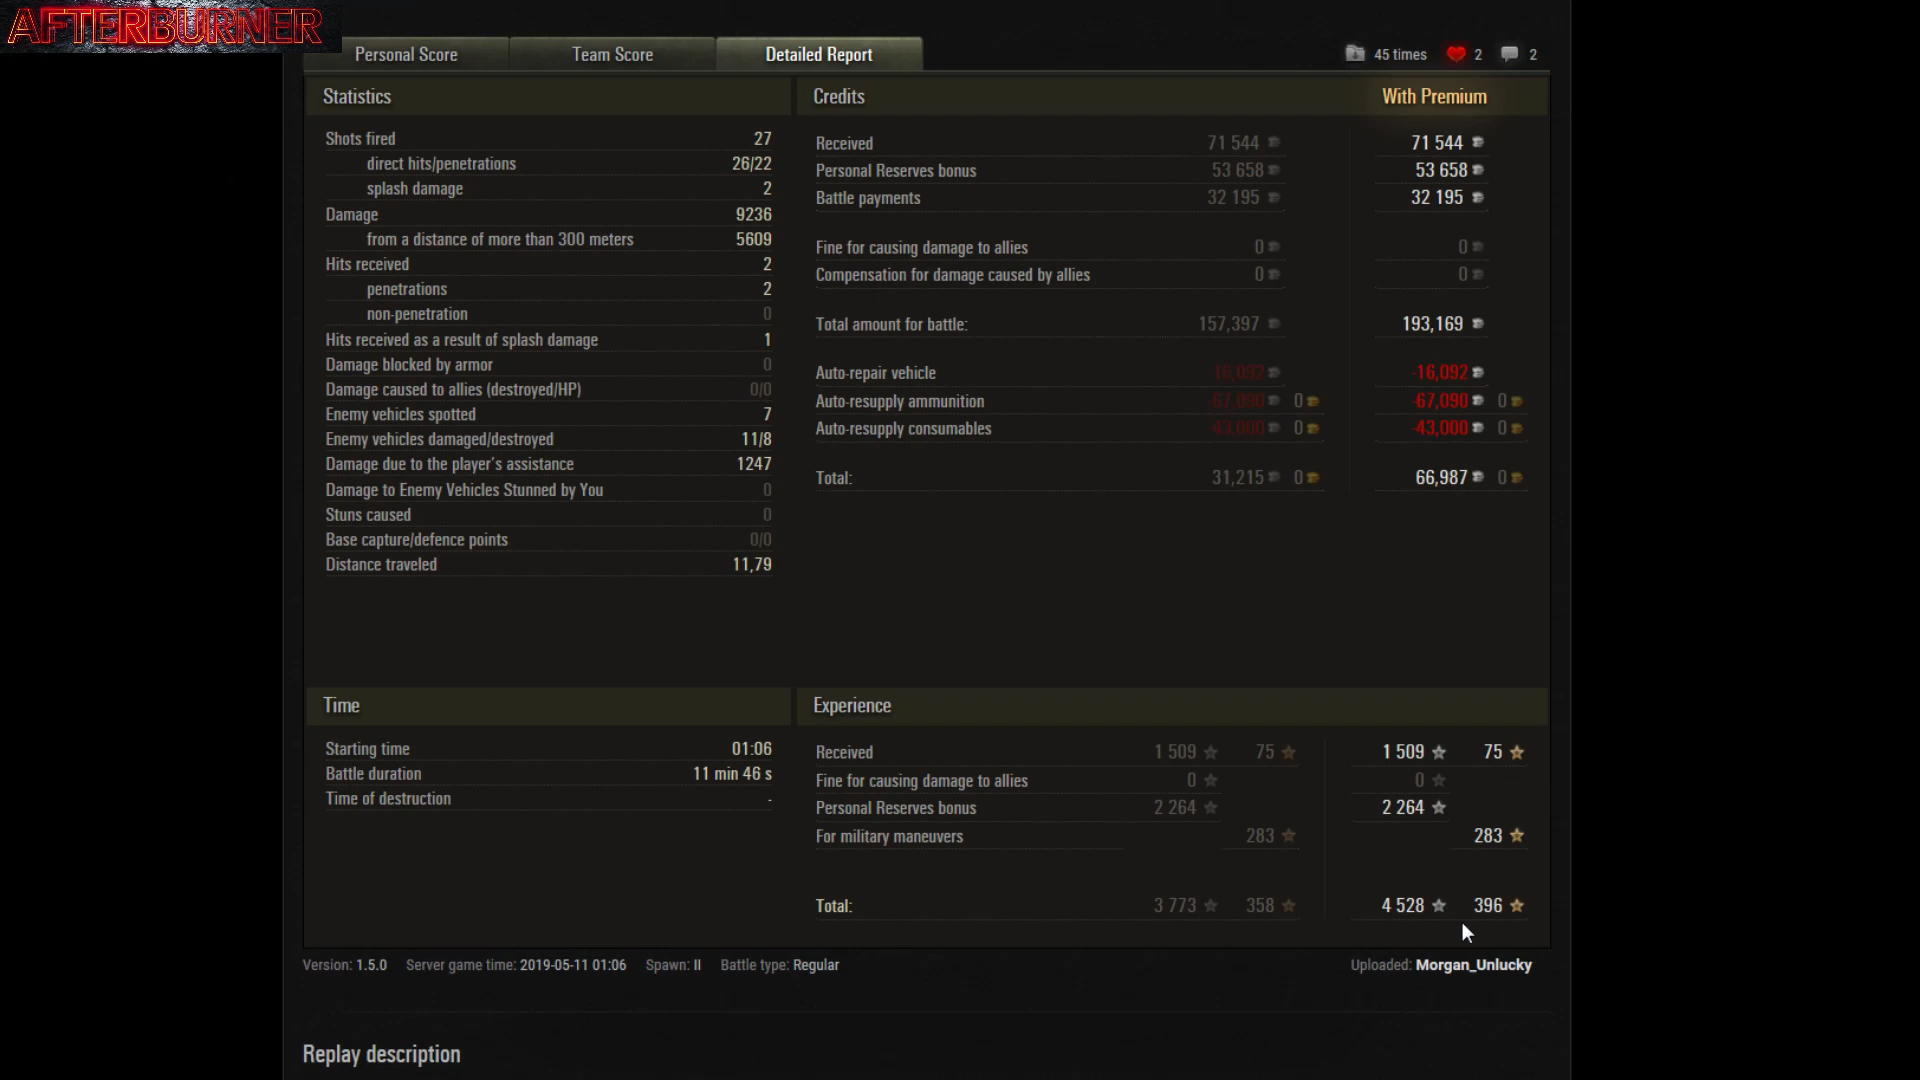 AFTERBURNER
Personal Score Team Score Detailed Report 45 times 2 2
Statistics
Shots fired 27
direct hits/penetrations 26/22
splash damage 2
Damage 9236
from a distance of more than 300 meters 5609
Hits received 2
penetrations 2
non-penetration 0
Hits received as a result of splash damage 1
Damage blocked by armor 0
Damage caused to allies (destroyed/HP) 0/0
Enemy vehicles spotted 7
Enemy vehicles damaged/destroyed 11/8
Damage due to the player's assistance 1247
Damage to Enemy Vehicles Stunned by You 0
Stuns caused 0
Base capture/defence points 0/0
Distance traveled 11,79
Credits With Premium
Received 71 544 71 544
Personal Reserves bonus 53 658 53 658
Battle payments 32 195 32 195
Fine for causing damage to allies 0 0
Compensation for damage caused by allies 0 0
Total amount for battle: 157,397 193,169
Auto-repair vehicle -16,092 -16,092
Auto-resupply ammunition -67,090 0 -67,090 0
Auto-resupply consumables -43,000 0 -43,000 0
Total: 31,215 0 66,987 0
Time
Starting time 01:06
Battle duration 11 min 46 s
Time of destruction -
Experience
Received 1 509 75 1 509 75
Fine for causing damage to allies 0 0
Personal Reserves bonus 2 264 2 264
For military maneuvers 283 283
Total: 3 773 358 4 528 396
Version: 1.5.0 Server game time: 2019-05-11 01:06 Spawn: II Battle type: Regular Uploaded: Morgan_Unlucky
Replay description